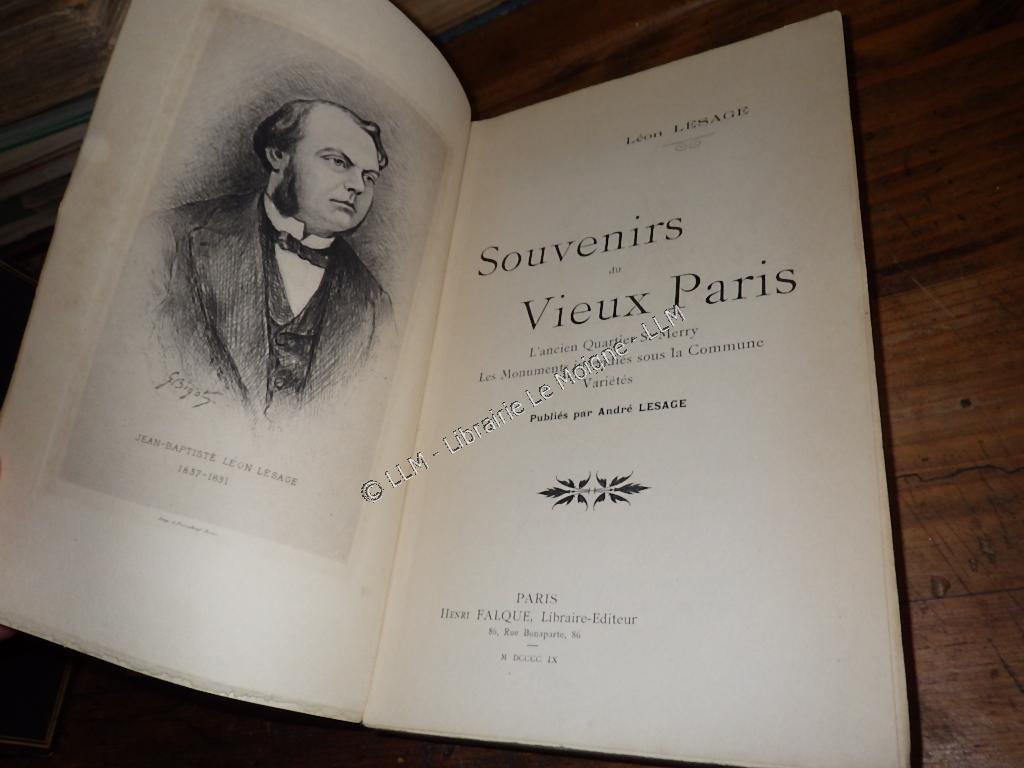 G. Bigot
JEAN-BAPTISTE LÉON LESAGE
1837-1891
Léon LESAGE
Souvenirs
du
Vieux Paris
L'ancien Quartier St-Merry
Les Monuments sous la Commune
Variétés
Publiés par André LESAGE
PARIS
Henri FALQUE, Libraire-Editeur
86, Rue Bonaparte, 86
M DCCCC IX
© LLM - Librairie Le Moigne - LLM